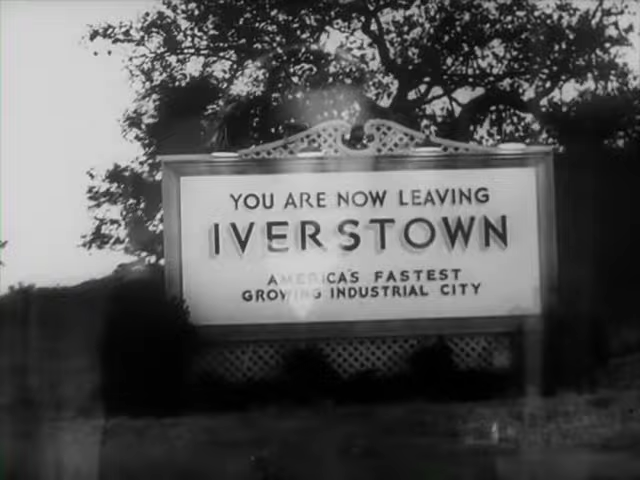 YOU ARE NOW LEAVING
IVERSTOWN
AMERICA'S FASTEST
GROWING INDUSTRIAL CITY